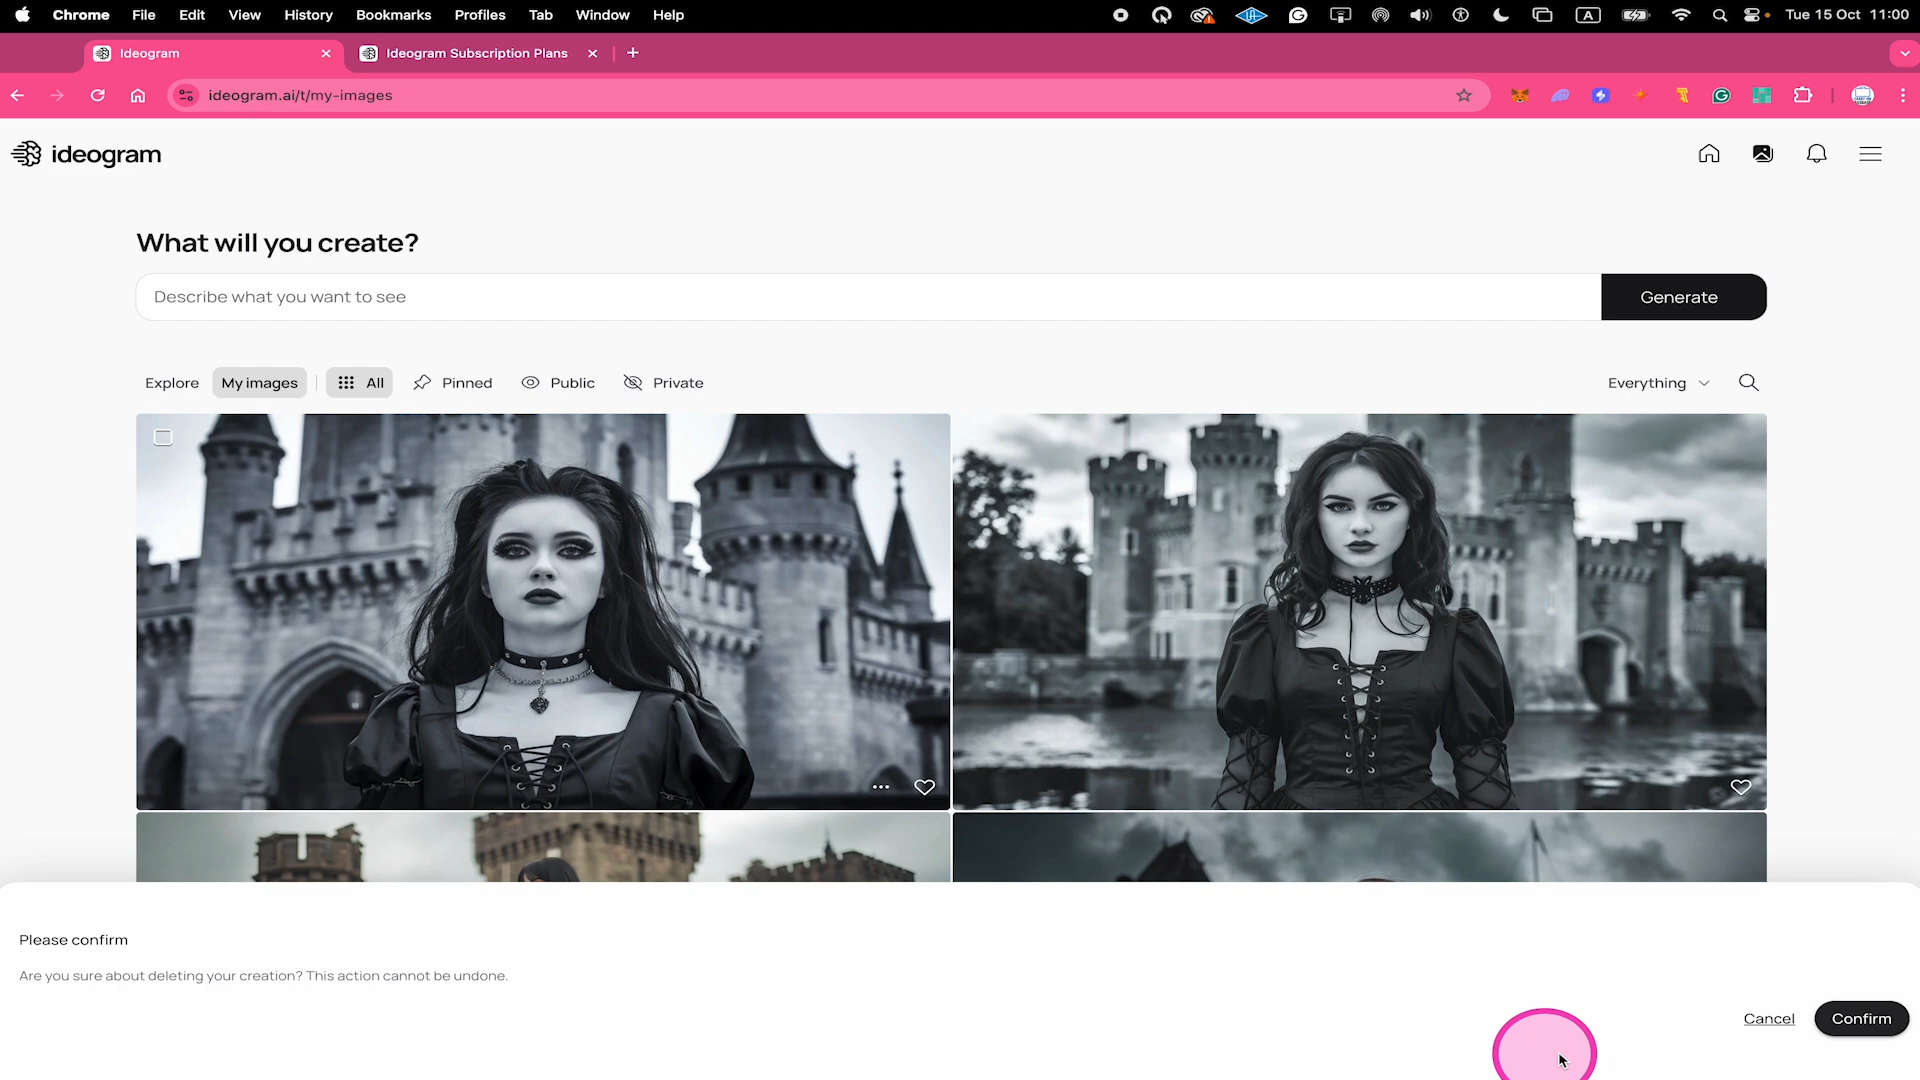 Chrome File Edit View History Bookmarks Profiles Tab Window Help A Tue 15 Oct 11:00
Ideogram Ideogram Subscription Plans
ideogram.ai/t/my-images
ideogram
What will you create?
Describe what you want to see Generate
Explore My images All Pinned Public Private Everything
Please confirm
Are you sure about deleting your creation? This action cannot be undone.
Cancel Confirm